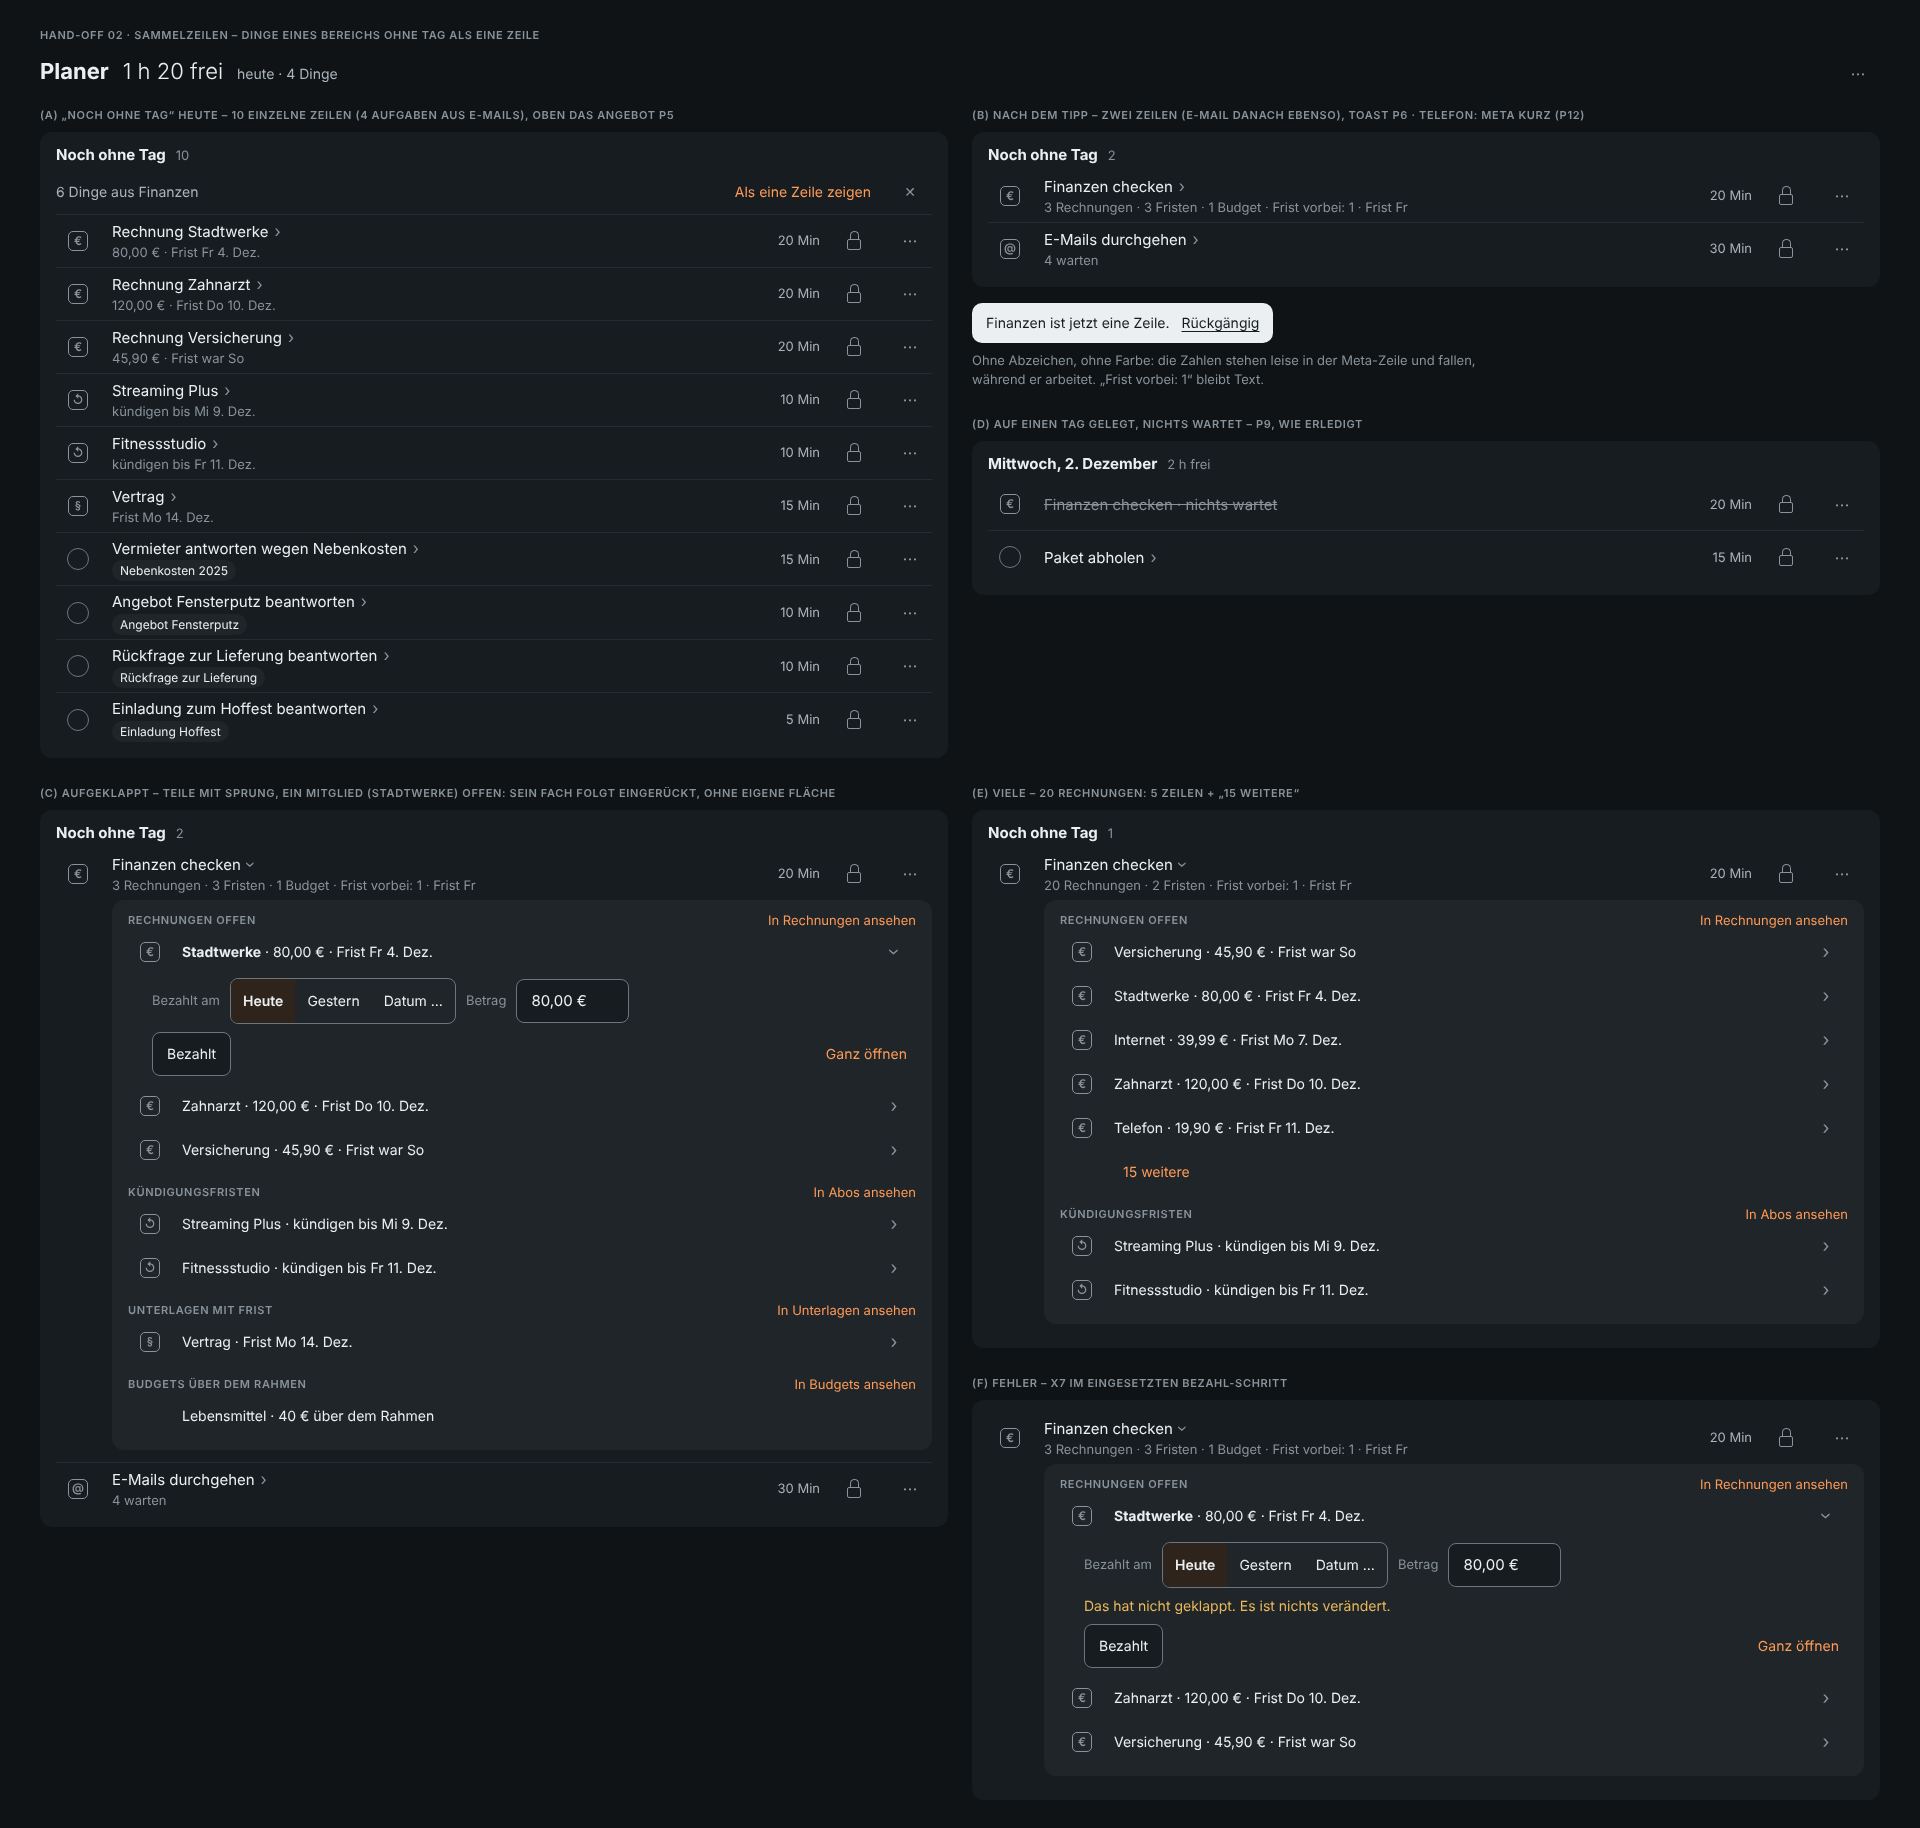 HAND-OFF 02 · SAMMELZEILEN – DINGE EINES BEREICHS OHNE TAG ALS EINE ZEILE
Planer 1 h 20 frei heute · 4 Dinge ...
(A) „NOCH OHNE TAG“ HEUTE – 10 EINZELNE ZEILEN (4 AUFGABEN AUS E-MAILS), OBEN DAS ANGEBOT P5
Noch ohne Tag 10
6 Dinge aus Finanzen Als eine Zeile zeigen ×
€ Rechnung Stadtwerke › 20 Min ...
80,00 € · Frist Fr 4. Dez.
€ Rechnung Zahnarzt › 20 Min ...
120,00 € · Frist Do 10. Dez.
€ Rechnung Versicherung › 20 Min ...
45,90 € · Frist war So
Streaming Plus › 10 Min ...
kündigen bis Mi 9. Dez.
Fitnessstudio › 10 Min ...
kündigen bis Fr 11. Dez.
§ Vertrag › 15 Min ...
Frist Mo 14. Dez.
Vermieter antworten wegen Nebenkosten › 15 Min ...
Nebenkosten 2025
Angebot Fensterputz beantworten › 10 Min ...
Angebot Fensterputz
Rückfrage zur Lieferung beantworten › 10 Min ...
Rückfrage zur Lieferung
Einladung zum Hoffest beantworten › 5 Min ...
Einladung Hoffest
(B) NACH DEM TIPP – ZWEI ZEILEN (E-MAIL DANACH EBENSO), TOAST P6 · TELEFON: META KURZ (P12)
Noch ohne Tag 2
€ Finanzen checken › 20 Min ...
3 Rechnungen · 3 Fristen · 1 Budget · Frist vorbei: 1 · Frist Fr
@ E-Mails durchgehen › 30 Min ...
4 warten
Finanzen ist jetzt eine Zeile. Rückgängig
Ohne Abzeichen, ohne Farbe: die Zahlen stehen leise in der Meta-Zeile und fallen,
während er arbeitet. „Frist vorbei: 1“ bleibt Text.
(D) AUF EINEN TAG GELEGT, NICHTS WARTET – P9, WIE ERLEDIGT
Mittwoch, 2. Dezember 2 h frei
€ Finanzen checken · nichts wartet 20 Min ...
Paket abholen › 15 Min ...
(C) AUFGEKLAPPT – TEILE MIT SPRUNG, EIN MITGLIED (STADTWERKE) OFFEN: SEIN FACH FOLGT EINGERÜCKT, OHNE EIGENE FLÄCHE
Noch ohne Tag 2
€ Finanzen checken 20 Min ...
3 Rechnungen · 3 Fristen · 1 Budget · Frist vorbei: 1 · Frist Fr
RECHNUNGEN OFFEN In Rechnungen ansehen
€ Stadtwerke · 80,00 € · Frist Fr 4. Dez.
Bezahlt am Heute Gestern Datum ... Betrag 80,00 €
Bezahlt Ganz öffnen
€ Zahnarzt · 120,00 € · Frist Do 10. Dez. ›
€ Versicherung · 45,90 € · Frist war So ›
KÜNDIGUNGSFRISTEN In Abos ansehen
Streaming Plus · kündigen bis Mi 9. Dez. ›
Fitnessstudio · kündigen bis Fr 11. Dez. ›
UNTERLAGEN MIT FRIST In Unterlagen ansehen
§ Vertrag · Frist Mo 14. Dez. ›
BUDGETS ÜBER DEM RAHMEN In Budgets ansehen
Lebensmittel · 40 € über dem Rahmen
@ E-Mails durchgehen › 30 Min ...
4 warten
(E) VIELE – 20 RECHNUNGEN: 5 ZEILEN + „15 WEITERE“
Noch ohne Tag 1
€ Finanzen checken 20 Min ...
20 Rechnungen · 2 Fristen · Frist vorbei: 1 · Frist Fr
RECHNUNGEN OFFEN In Rechnungen ansehen
€ Versicherung · 45,90 € · Frist war So ›
€ Stadtwerke · 80,00 € · Frist Fr 4. Dez. ›
€ Internet · 39,99 € · Frist Mo 7. Dez. ›
€ Zahnarzt · 120,00 € · Frist Do 10. Dez. ›
€ Telefon · 19,90 € · Frist Fr 11. Dez. ›
15 weitere
KÜNDIGUNGSFRISTEN In Abos ansehen
Streaming Plus · kündigen bis Mi 9. Dez. ›
Fitnessstudio · kündigen bis Fr 11. Dez. ›
(F) FEHLER – X7 IM EINGESETZTEN BEZAHL-SCHRITT
€ Finanzen checken 20 Min ...
3 Rechnungen · 3 Fristen · 1 Budget · Frist vorbei: 1 · Frist Fr
RECHNUNGEN OFFEN In Rechnungen ansehen
€ Stadtwerke · 80,00 € · Frist Fr 4. Dez.
Bezahlt am Heute Gestern Datum ... Betrag 80,00 €
Das hat nicht geklappt. Es ist nichts verändert.
Bezahlt Ganz öffnen
€ Zahnarzt · 120,00 € · Frist Do 10. Dez. ›
€ Versicherung · 45,90 € · Frist war So ›